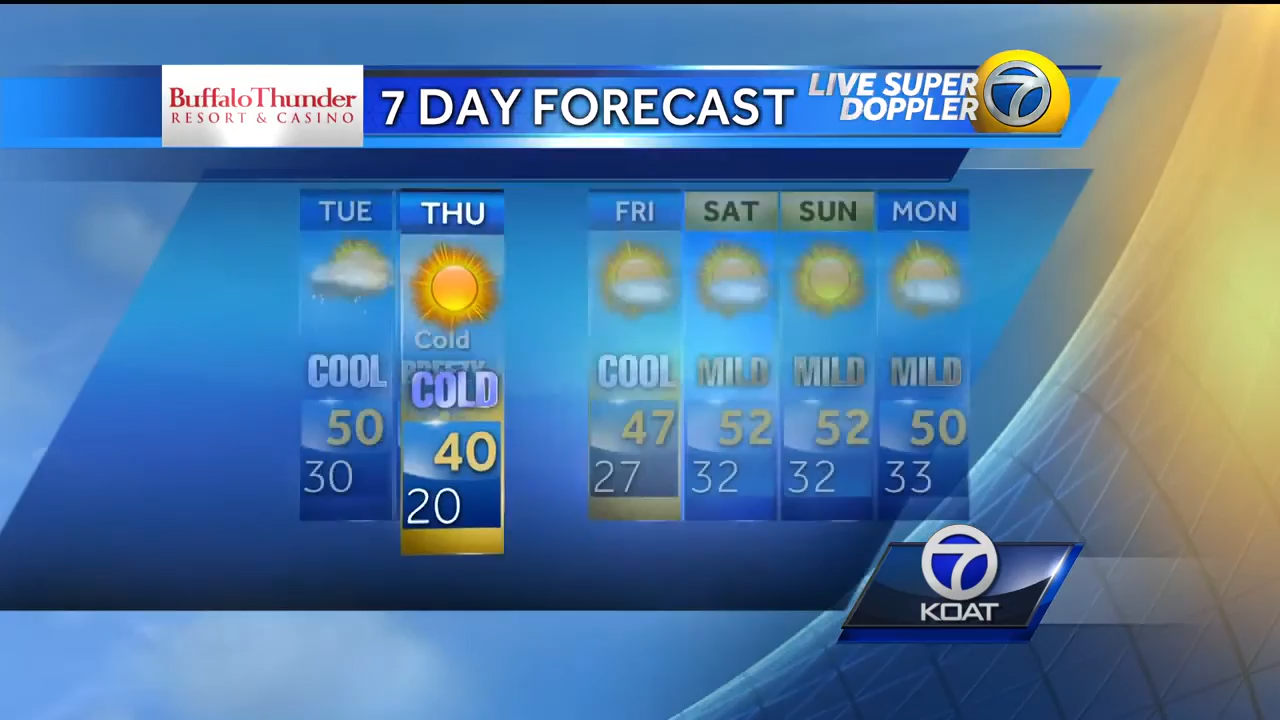 BuffaloThunder
RESORT & CASINO
7 DAY FORECAST
LIVE SUPER
DOPPLER 7
TUE THU FRI SAT SUN MON
Cold
BREEZY
COOL COLD COOL MILD MILD MILD
50 40 47 52 52 50
30 20 27 32 32 33
7
KOAT